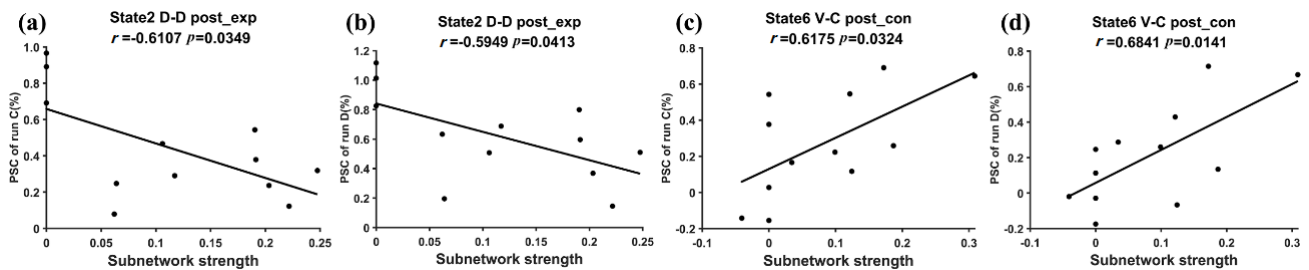 (a)
State2 D-D post_exp
r=-0.6107 p=0.0349
PSC of run C(%)
1.0
0.8
0.6
0.4
0.2
0.0
0
0.05
0.1
0.15
0.2
0.25
Subnetwork strength
(b)
State2 D-D post_exp
r=-0.5949 p=0.0413
PSC of run D(%)
1.2
1.0
0.8
0.6
0.4
0.2
0
0
0.05
0.1
0.15
0.2
0.25
Subnetwork strength
(c)
State6 V-C post_con
r=0.6175 p=0.0324
PSC of run C(%)
0.8
0.6
0.4
0.2
0
-0.2
-0.1
0
0.1
0.2
0.3
Subnetwork strength
(d)
State6 V-C post_con
r=0.6841 p=0.0141
PSC of run D(%)
0.8
0.6
0.4
0.2
0
-0.2
-0.1
0
0.1
0.2
0.3
Subnetwork strength